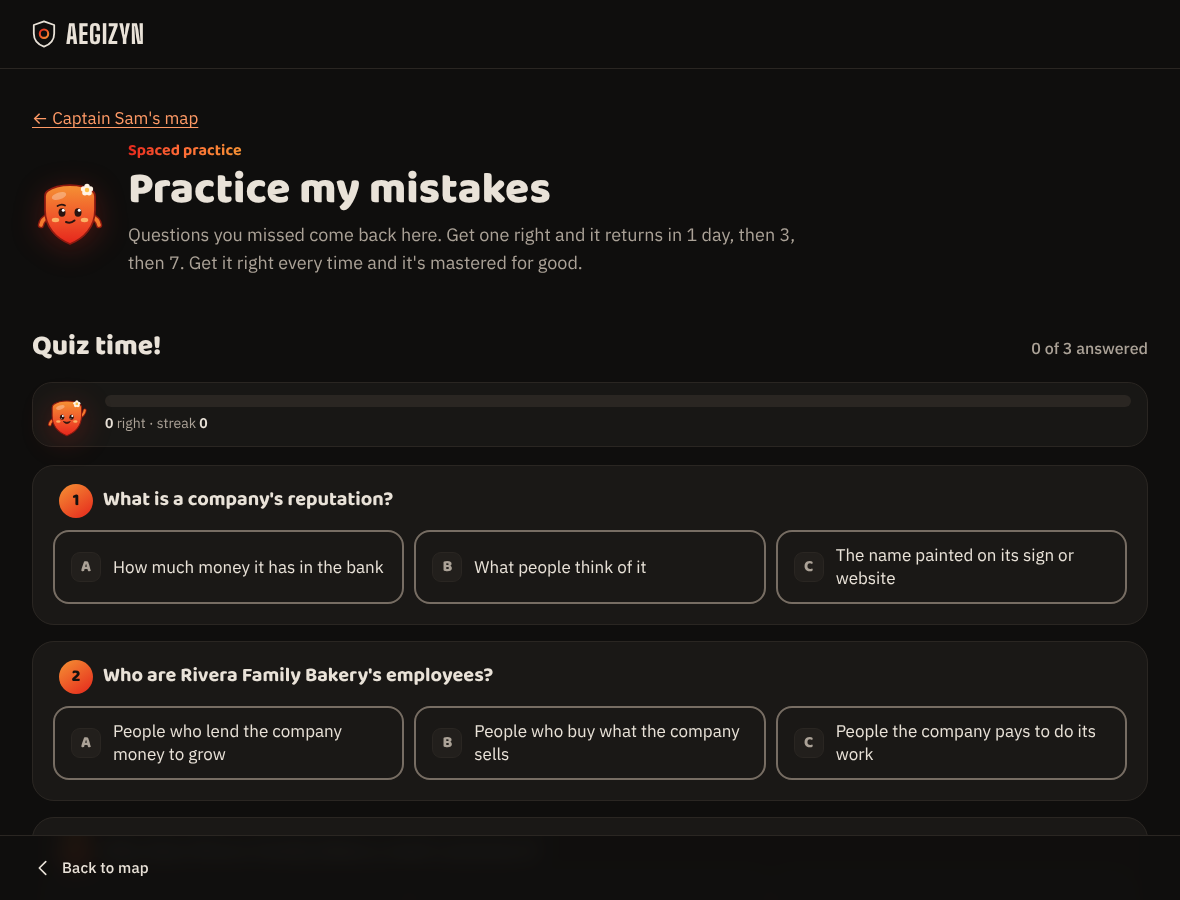 AEGIZYN
← Captain Sam's map
Spaced practice
Practice my mistakes
Questions you missed come back here. Get one right and it returns in 1 day, then 3,
then 7. Get it right every time and it's mastered for good.
Quiz time!
0 of 3 answered
0 right · streak 0
1 What is a company's reputation?
A How much money it has in the bank
B What people think of it
C The name painted on its sign or
website
2 Who are Rivera Family Bakery's employees?
A People who lend the company
money to grow
B People who buy what the company
sells
C People the company pays to do its
work
Back to map